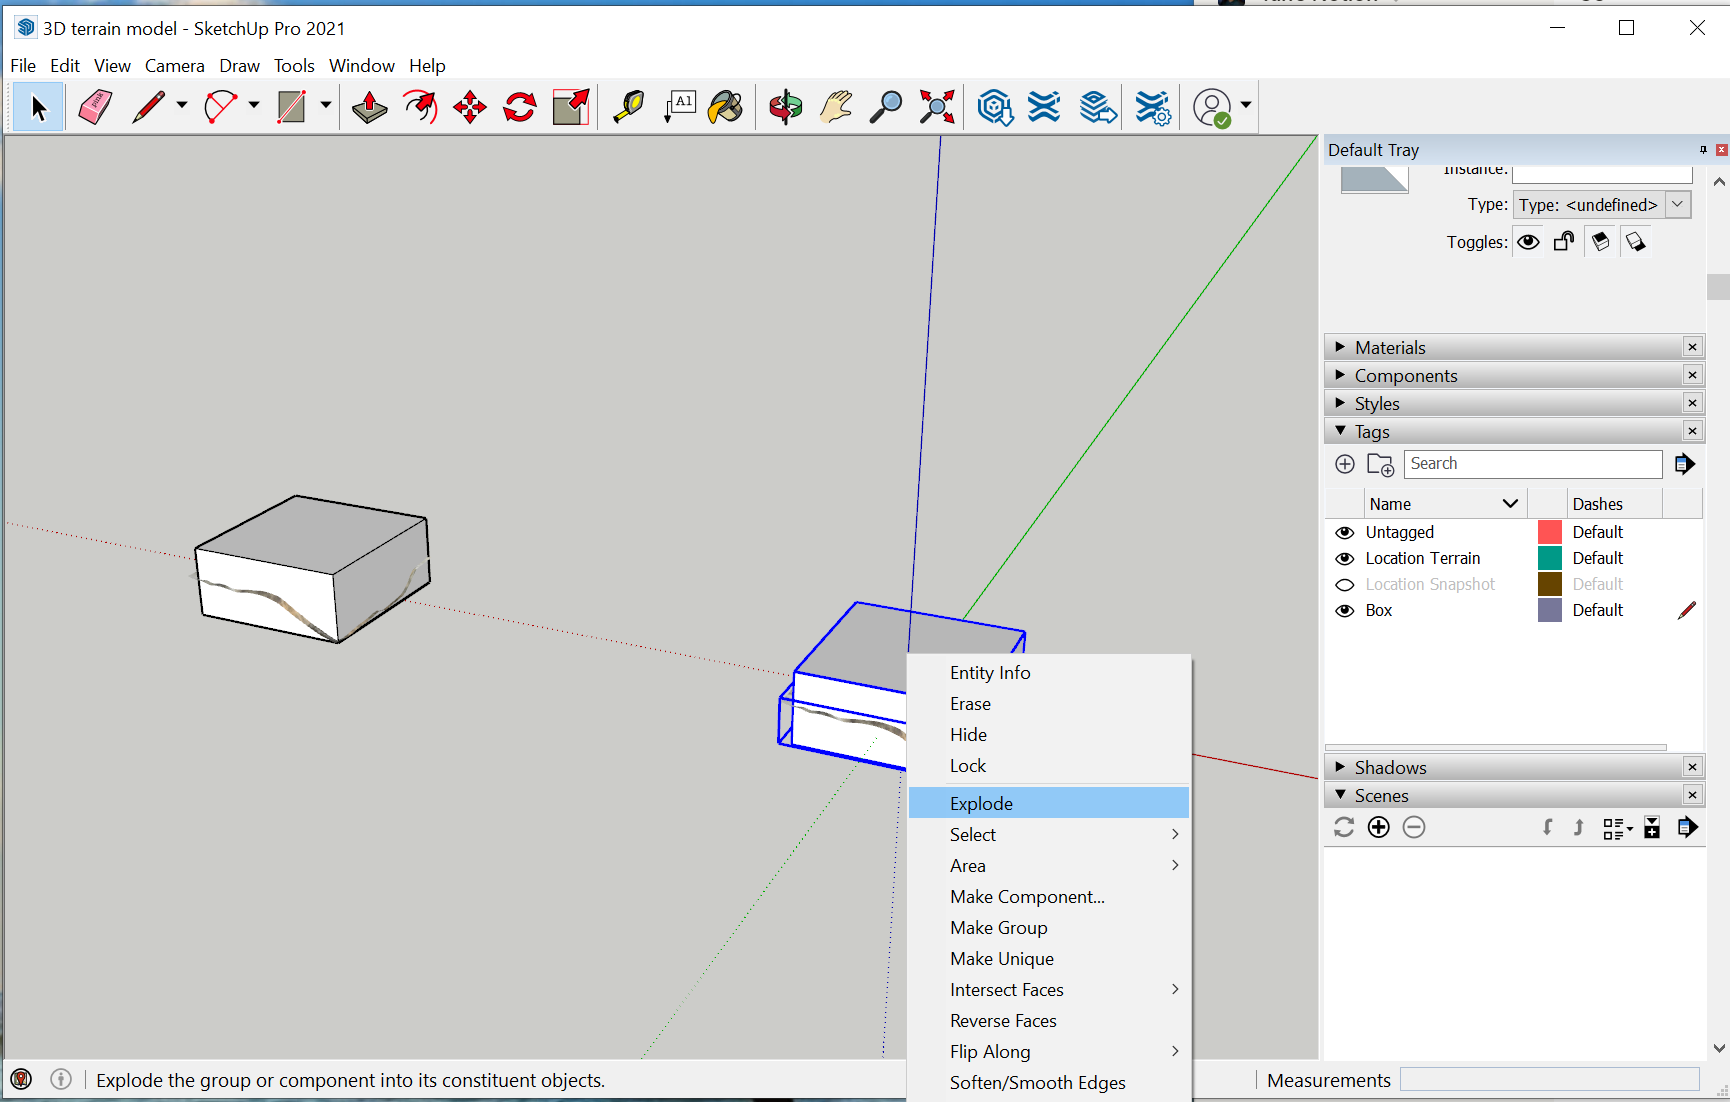 3D terrain model - SketchUp Pro 2021
File Edit View Camera Draw Tools Window Help
A1
Default Tray
Instance:
Type: Type: <undefined>
Toggles:
Materials
Components
Styles
Tags
Search
Name Dashes
Untagged Default
Location Terrain Default
Location Snapshot Default
Box Default
Shadows
Scenes
Entity Info
Erase
Hide
Lock
Explode
Select
Area
Make Component...
Make Group
Make Unique
Intersect Faces
Reverse Faces
Flip Along
Soften/Smooth Edges
Explode the group or component into its constituent objects.
Measurements